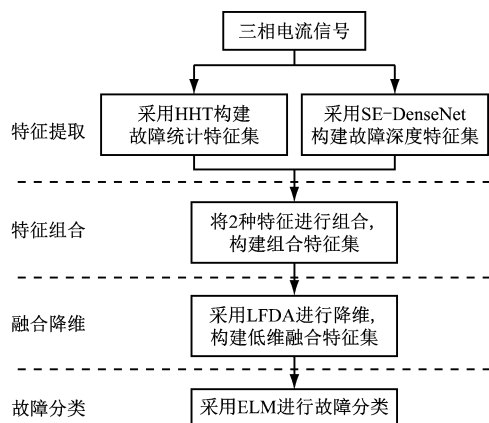 三相电流信号
特征提取
采用HHT构建
故障统计特征集
采用SE-DenseNet
构建故障深度特征集
特征组合
将2种特征进行组合,
构建组合特征集
融合降维
采用LFDA进行降维,
构建低维融合特征集
故障分类
采用ELM进行故障分类